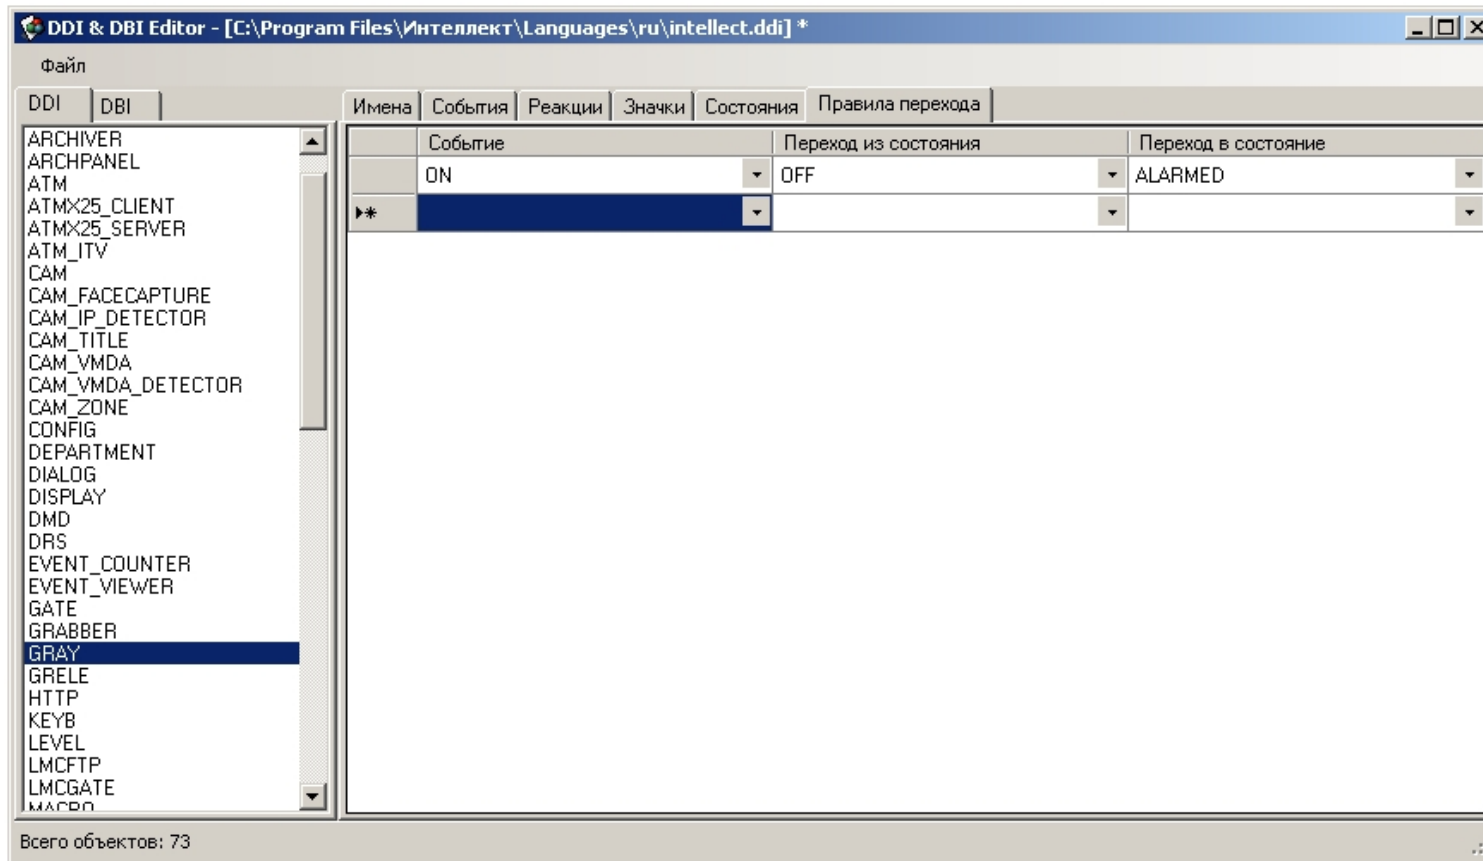 DDI & DBI Editor - [C:\Program Files\Интеллект\Languages\ru\intellect.ddi] *
Файл
DDI DBI
Имена События Реакции Значки Состояния Правила перехода
Событие Переход из состояния Переход в состояние
ON OFF ALARMED
ARCHIVER
ARCHPANEL
ATM
ATMX25_CLIENT
ATMX25_SERVER
ATM_ITV
CAM
CAM_FACECAPTURE
CAM_IP_DETECTOR
CAM_TITLE
CAM_VMDA
CAM_VMDA_DETECTOR
CAM_ZONE
CONFIG
DEPARTMENT
DIALOG
DISPLAY
DMD
DRS
EVENT_COUNTER
EVENT_VIEWER
GATE
GRABBER
GRAY
GRELE
HTTP
KEYB
LEVEL
LMCFTP
LMCGATE
MACRO
Всего объектов: 73